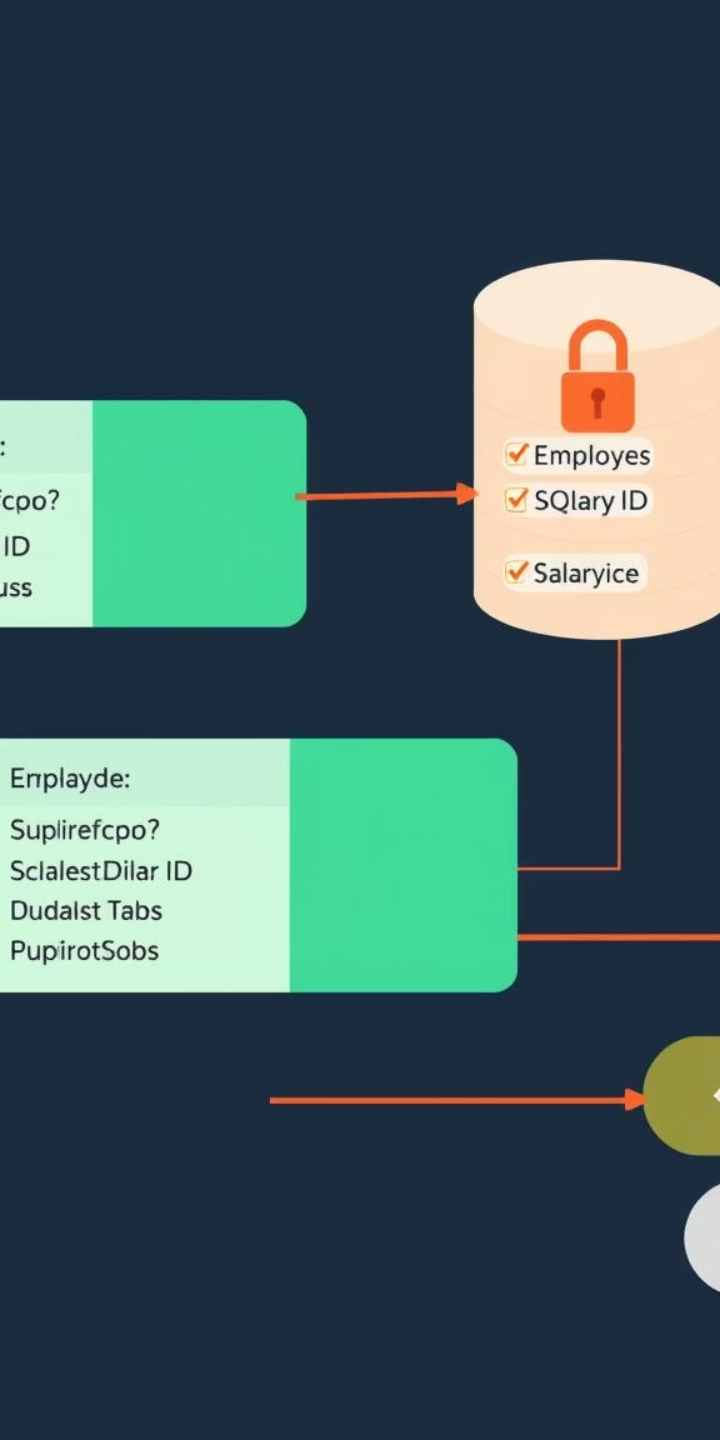 :
fcpo?
ID
uss
Employes
SQlary ID
Salaryice
Enplayde:
Suplirefcpo?
SclalestDilar ID
Dudalst Tabs
PupirotSobs